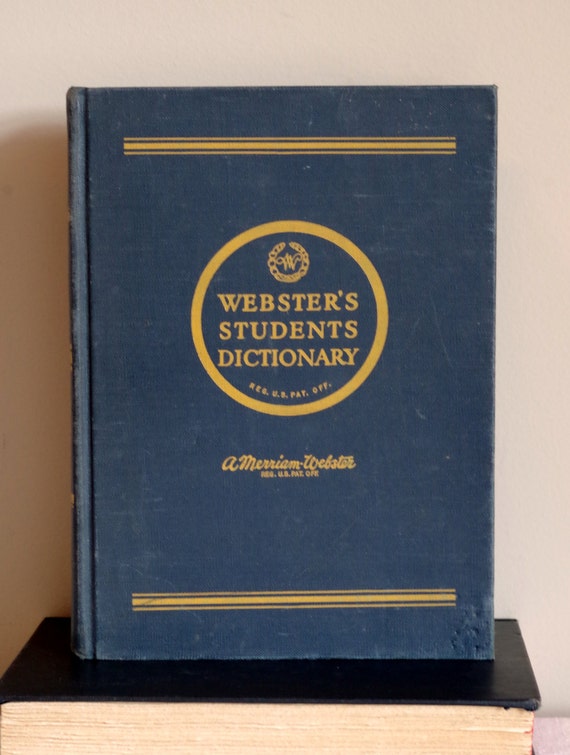 W
WEBSTER'S
STUDENTS
DICTIONARY
REG. U.S. PAT. OFF.
A Merriam-Webster
REG. U.S. PAT. OFF.